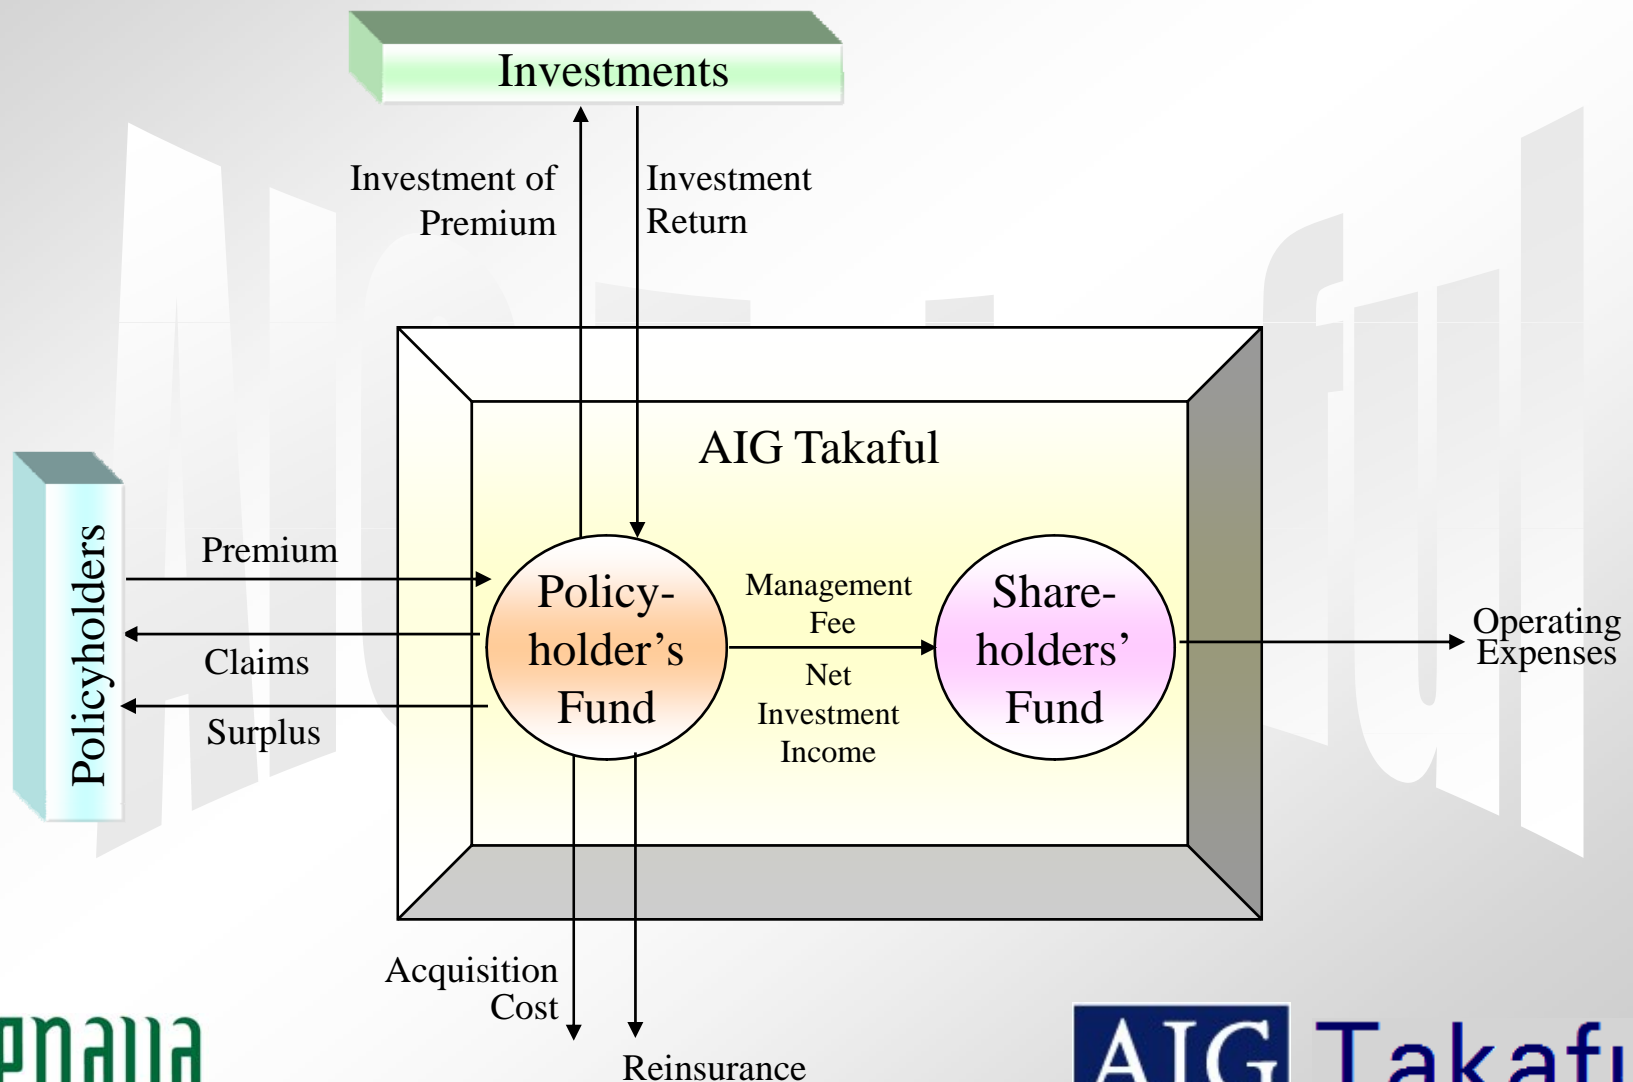 Investments
Investment of
Premium
Investment
Return
AIG Takaful
Policyholders
Premium
Claims
Surplus
Policy-
holder’s
Fund
Management
Fee
Net
Investment
Income
Share-
holders’
Fund
Operating
Expenses
Acquisition
Cost
Reinsurance
AIG Takaful